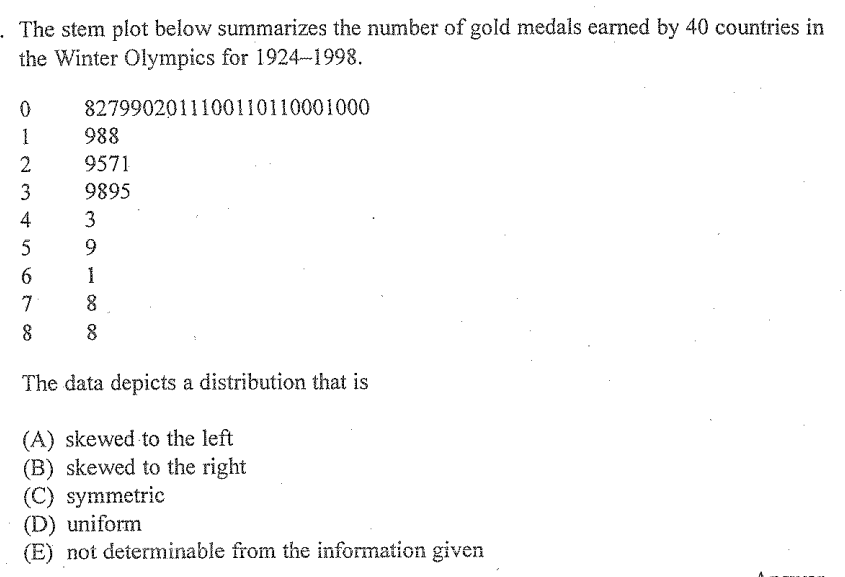 . The stem plot below summarizes the number of gold medals earned by 40 countries in
the Winter Olympics for 1924–1998.
0 8279902011100110110001000
1 988
2 9571
3 9895
4 3
5 9
6 1
7 8
8 8
The data depicts a distribution that is
(A) skewed to the left
(B) skewed to the right
(C) symmetric
(D) uniform
(E) not determinable from the information given